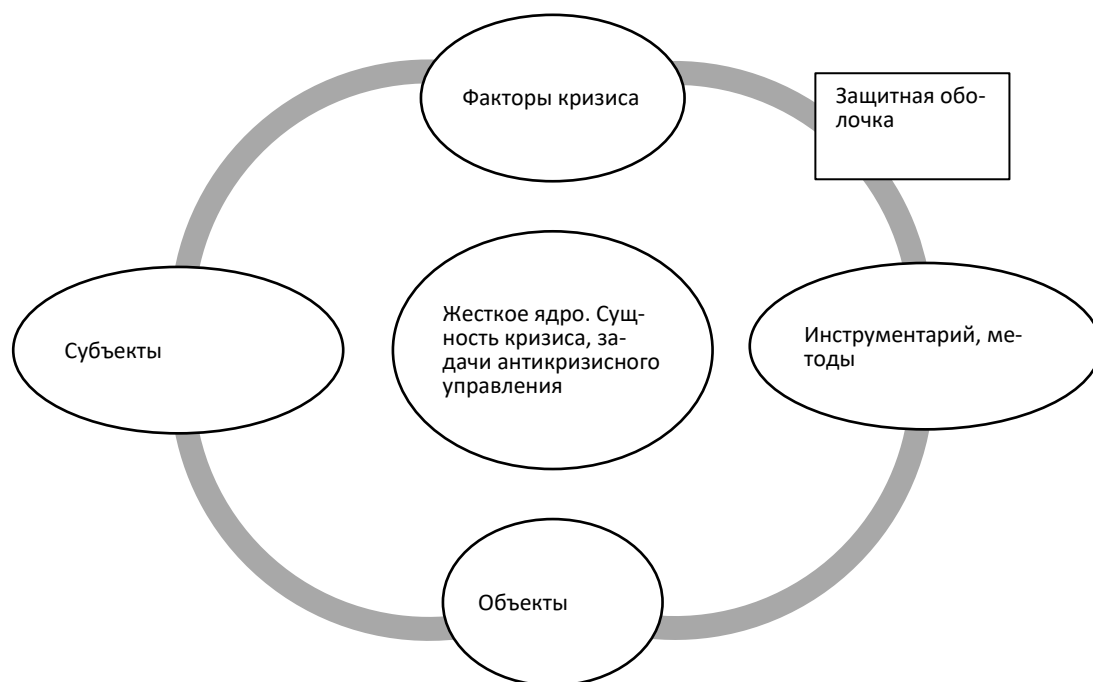 Факторы кризиса
Защитная обо-
лочка
Субъекты
Жесткое ядро. Сущ-
ность кризиса, за-
дачи антикризисного
управления
Инструментарий, ме-
тоды
Объекты